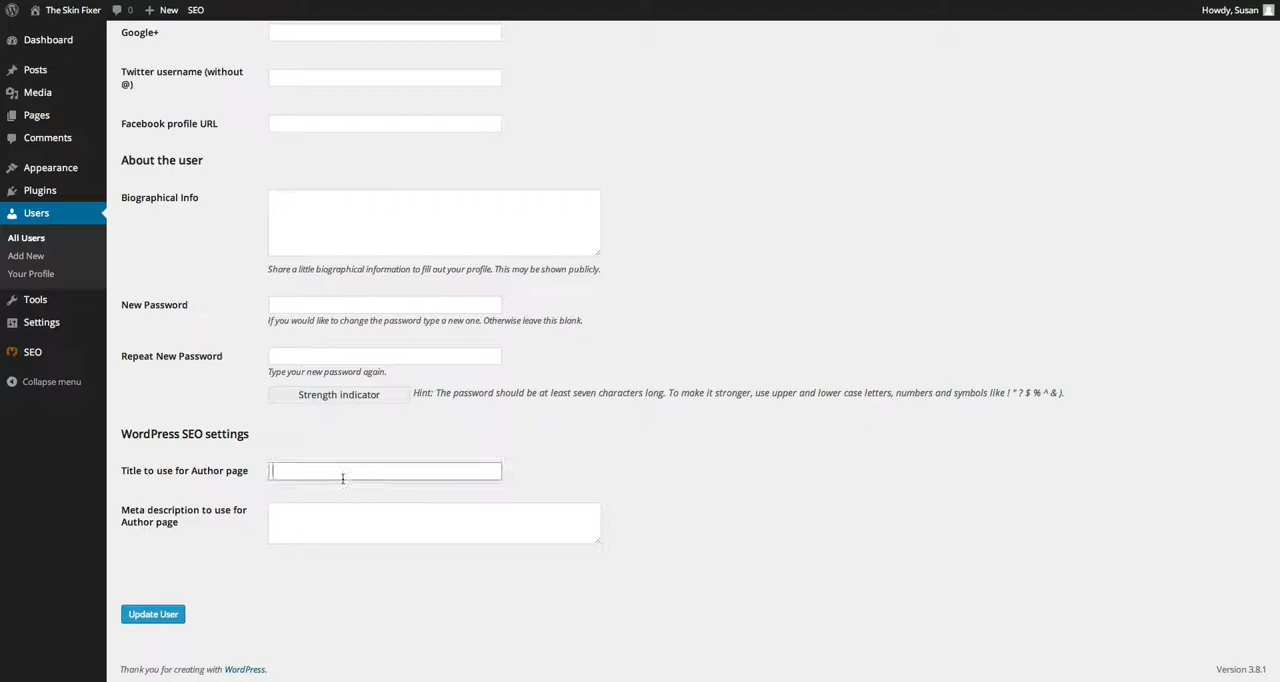 The Skin Fixer 0 New SEO Howdy, Susan
Dashboard
Posts
Media
Pages
Comments
Appearance
Plugins
Users
All Users
Add New
Your Profile
Tools
Settings
SEO
Collapse menu
Google+
Twitter username (without
@)
Facebook profile URL
About the user
Biographical Info
Share a little biographical information to fill out your profile. This may be shown publicly.
New Password
If you would like to change the password type a new one. Otherwise leave this blank.
Repeat New Password
Type your new password again.
Strength indicator
Hint: The password should be at least seven characters long. To make it stronger, use upper and lower case letters, numbers and symbols like ! " ? $ % ^ & ).
WordPress SEO settings
Title to use for Author page
Meta description to use for
Author page
Update User
Thank you for creating with WordPress.
Version 3.8.1